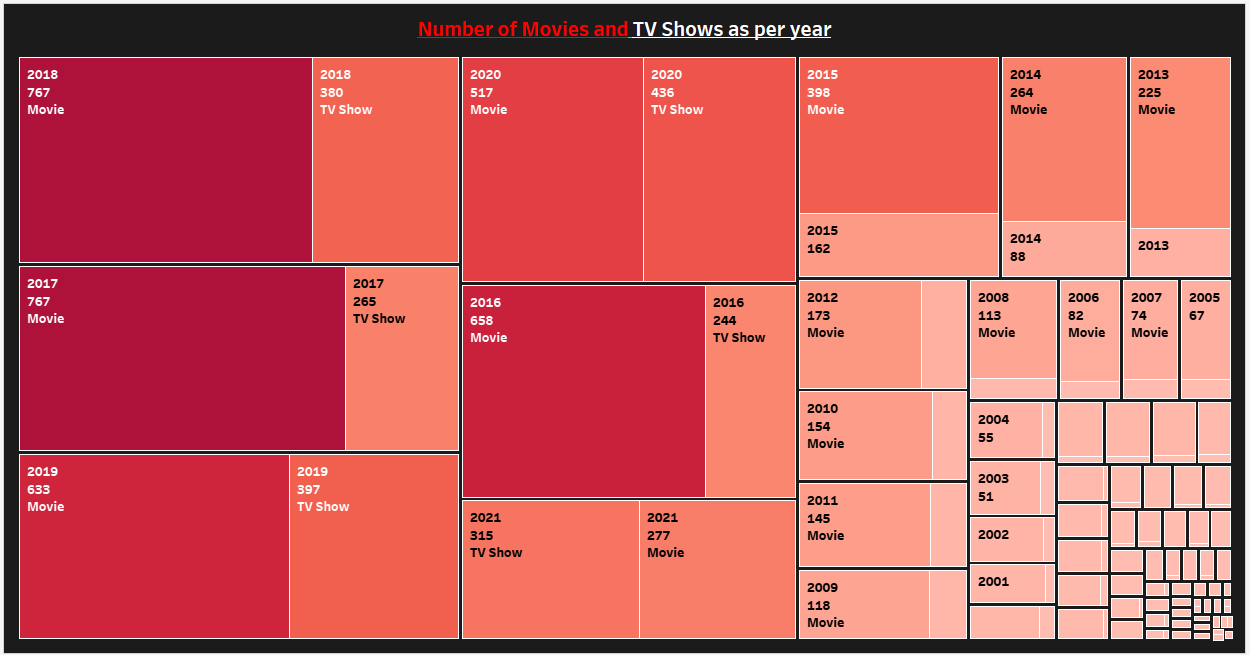 Number of Movies and TV Shows as per year
2018
767
Movie
2018
380
TV Show
2017
767
Movie
2017
265
TV Show
2019
633
Movie
2019
397
TV Show
2020
517
Movie
2020
436
TV Show
2016
658
Movie
2016
244
TV Show
2021
315
TV Show
2021
277
Movie
2015
398
Movie
2015
162
2014
264
Movie
2014
88
2013
225
Movie
2013
2012
173
Movie
2010
154
Movie
2011
145
Movie
2009
118
Movie
2008
113
Movie
2006
82
Movie
2007
74
Movie
2005
67
2004
55
2003
51
2002
2001